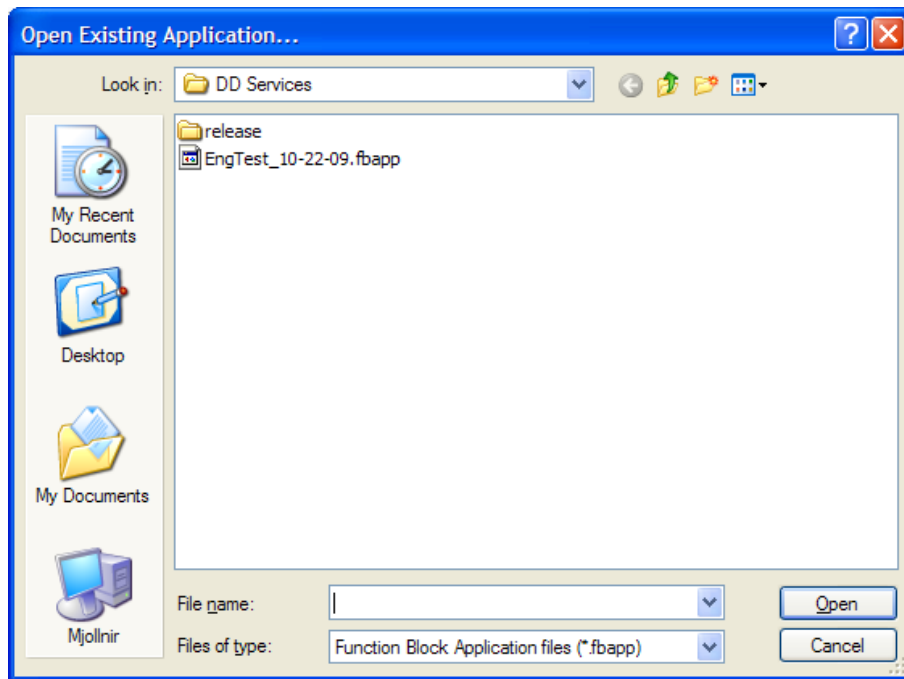 Open Existing Application...
Look in:
DD Services
release
EngTest_10-22-09.fbapp
My Recent
Documents
Desktop
My Documents
Mjollnir
File name:
Open
Files of type:
Function Block Application files (*.fbapp)
Cancel